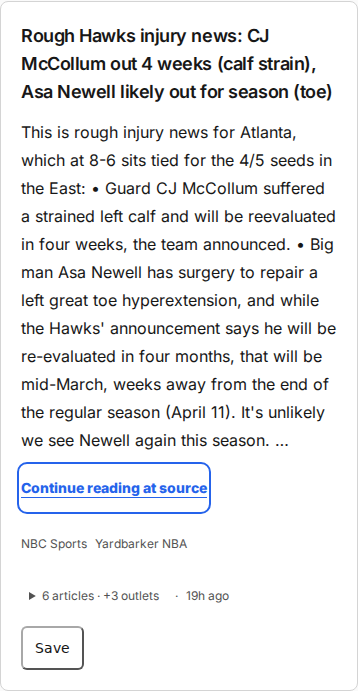 Rough Hawks injury news: CJ
McCollum out 4 weeks (calf strain),
Asa Newell likely out for season (toe)
This is rough injury news for Atlanta,
which at 8-6 sits tied for the 4/5 seeds in
the East: • Guard CJ McCollum suffered
a strained left calf and will be reevaluated
in four weeks, the team announced. • Big
man Asa Newell has surgery to repair a
left great toe hyperextension, and while
the Hawks' announcement says he will be
re-evaluated in four months, that will be
mid-March, weeks away from the end of
the regular season (April 11). It's unlikely
we see Newell again this season. ...
Continue reading at source
NBC Sports Yardbarker NBA
▶ 6 articles · +3 outlets · 19h ago
Save